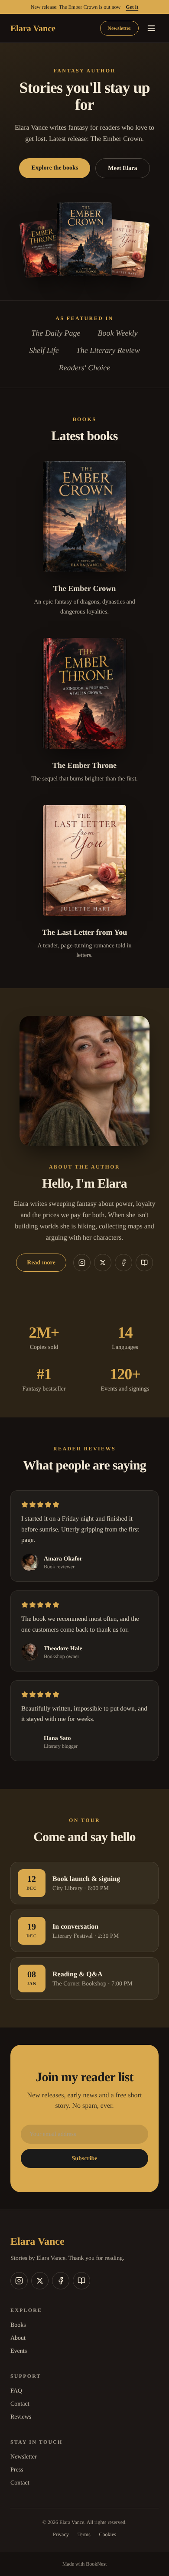 New release: The Ember Crown is out now Get it
Elara Vance
Newsletter
FANTASY AUTHOR
Stories you'll stay up
for
Elara Vance writes fantasy for readers who love to
get lost. Latest release: The Ember Crown.
Explore the books
Meet Elara
THE
EMBER
THRONE
THE
EMBER
CROWN
AS FEATURED IN
The Daily Page
Book Weekly
Shelf Life
The Literary Review
Readers' Choice
BOOKS
Latest books
THE
EMBER
CROWN
ELARA VANCE
The Ember Crown
An epic fantasy of dragons, dynasties and
dangerous loyalties.
THE
EMBER
THRONE
A KINGDOM. A PROPHECY.
A FALLEN CROWN.
The Ember Throne
The sequel that burns brighter than the first.
THE
LAST LETTER
from
YOU
JULIETTE MARE
The Last Letter from You
A tender, page-turning romance told in
letters.
ABOUT THE AUTHOR
Hello, I'm Elara
Elara writes sweeping fantasy about power, loyalty
and the prices we pay for both. When she isn't
building worlds she is hiking, collecting maps and
arguing with her characters.
Read more
2M+
Copies sold
14
Languages
#1
Fantasy bestseller
120+
Events and signings
READER REVIEWS
What people are saying
I started it on a Friday night and finished it
before sunrise. Utterly gripping from the first
page.
Amara Okafor
Book reviewer
The book we recommend most often, and the
one customers come back to thank us for.
Theodore Hale
Bookshop owner
Beautifully written, impossible to put down, and
it stayed with me for weeks.
Hana Sato
Literary blogger
ON TOUR
Come and say hello
12
DEC
Book launch & signing
City Library · 6:00 PM
19
DEC
In conversation
Literary Festival · 2:30 PM
08
JAN
Reading & Q&A
The Corner Bookshop · 7:00 PM
Join my reader list
New releases, early news and a free short
story. No spam, ever.
Subscribe
Elara Vance
Stories by Elara Vance. Thank you for reading.
EXPLORE
Books
About
Events
SUPPORT
FAQ
Contact
Reviews
STAY IN TOUCH
Newsletter
Press
Contact
© 2026 Elara Vance. All rights reserved.
Privacy
Terms
Cookies
Made with BookNest